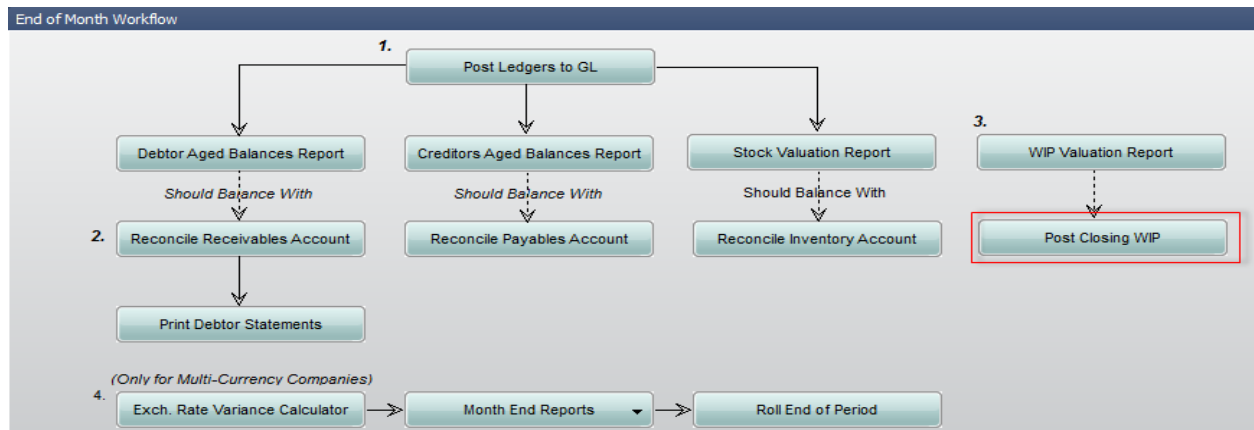 End of Month Workflow
1.
Post Ledgers to GL
3.
Debtor Aged Balances Report
Creditors Aged Balances Report
Stock Valuation Report
WIP Valuation Report
Should Balance With
Should Balance With
Should Balance With
2.
Reconcile Receivables Account
Reconcile Payables Account
Reconcile Inventory Account
Post Closing WIP
Print Debtor Statements
(Only for Multi-Currency Companies)
4.
Exch. Rate Variance Calculator
Month End Reports
Roll End of Period